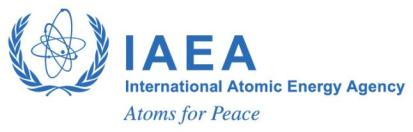 IAEA
International Atomic Energy Agency
Atoms for Peace